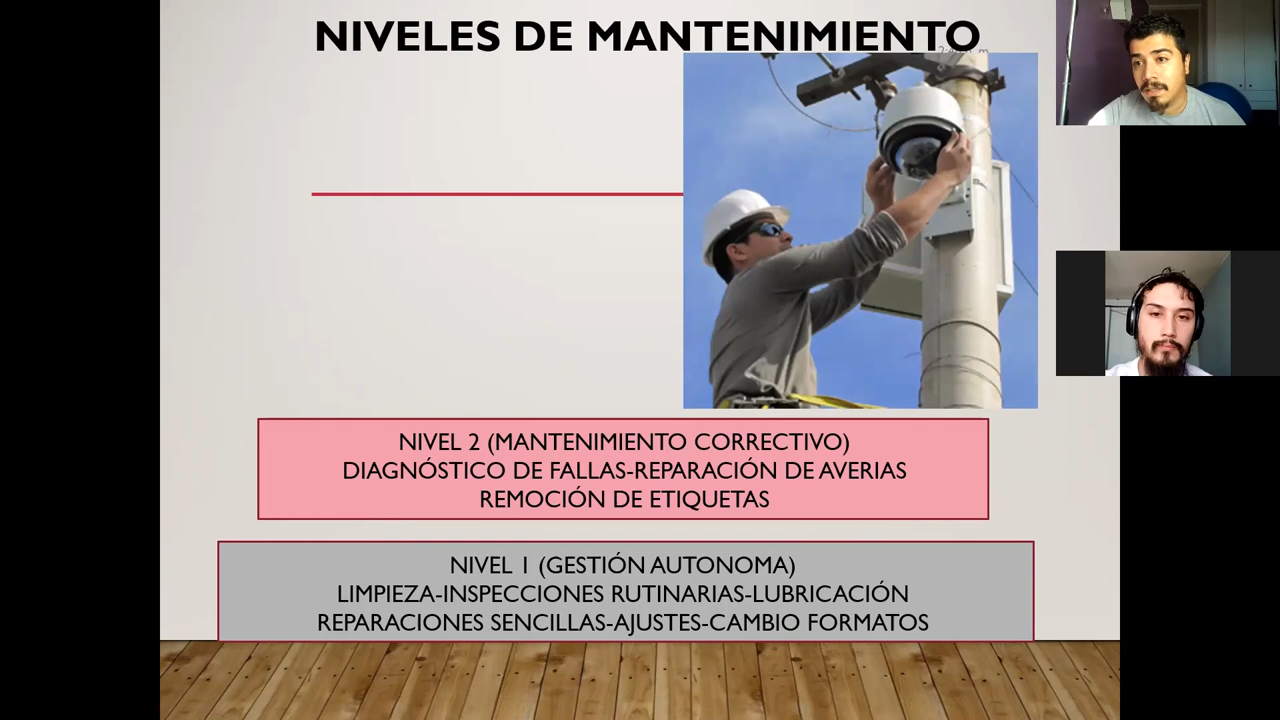 NIVELES DE MANTENIMIENTO
NIVEL 2 (MANTENIMIENTO CORRECTIVO)
DIAGNÓSTICO DE FALLAS-REPARACIÓN DE AVERIAS
REMOCIÓN DE ETIQUETAS
NIVEL 1 (GESTIÓN AUTONOMA)
LIMPIEZA-INSPECCIONES RUTINARIAS-LUBRICACIÓN
REPARACIONES SENCILLAS-AJUSTES-CAMBIO FORMATOS